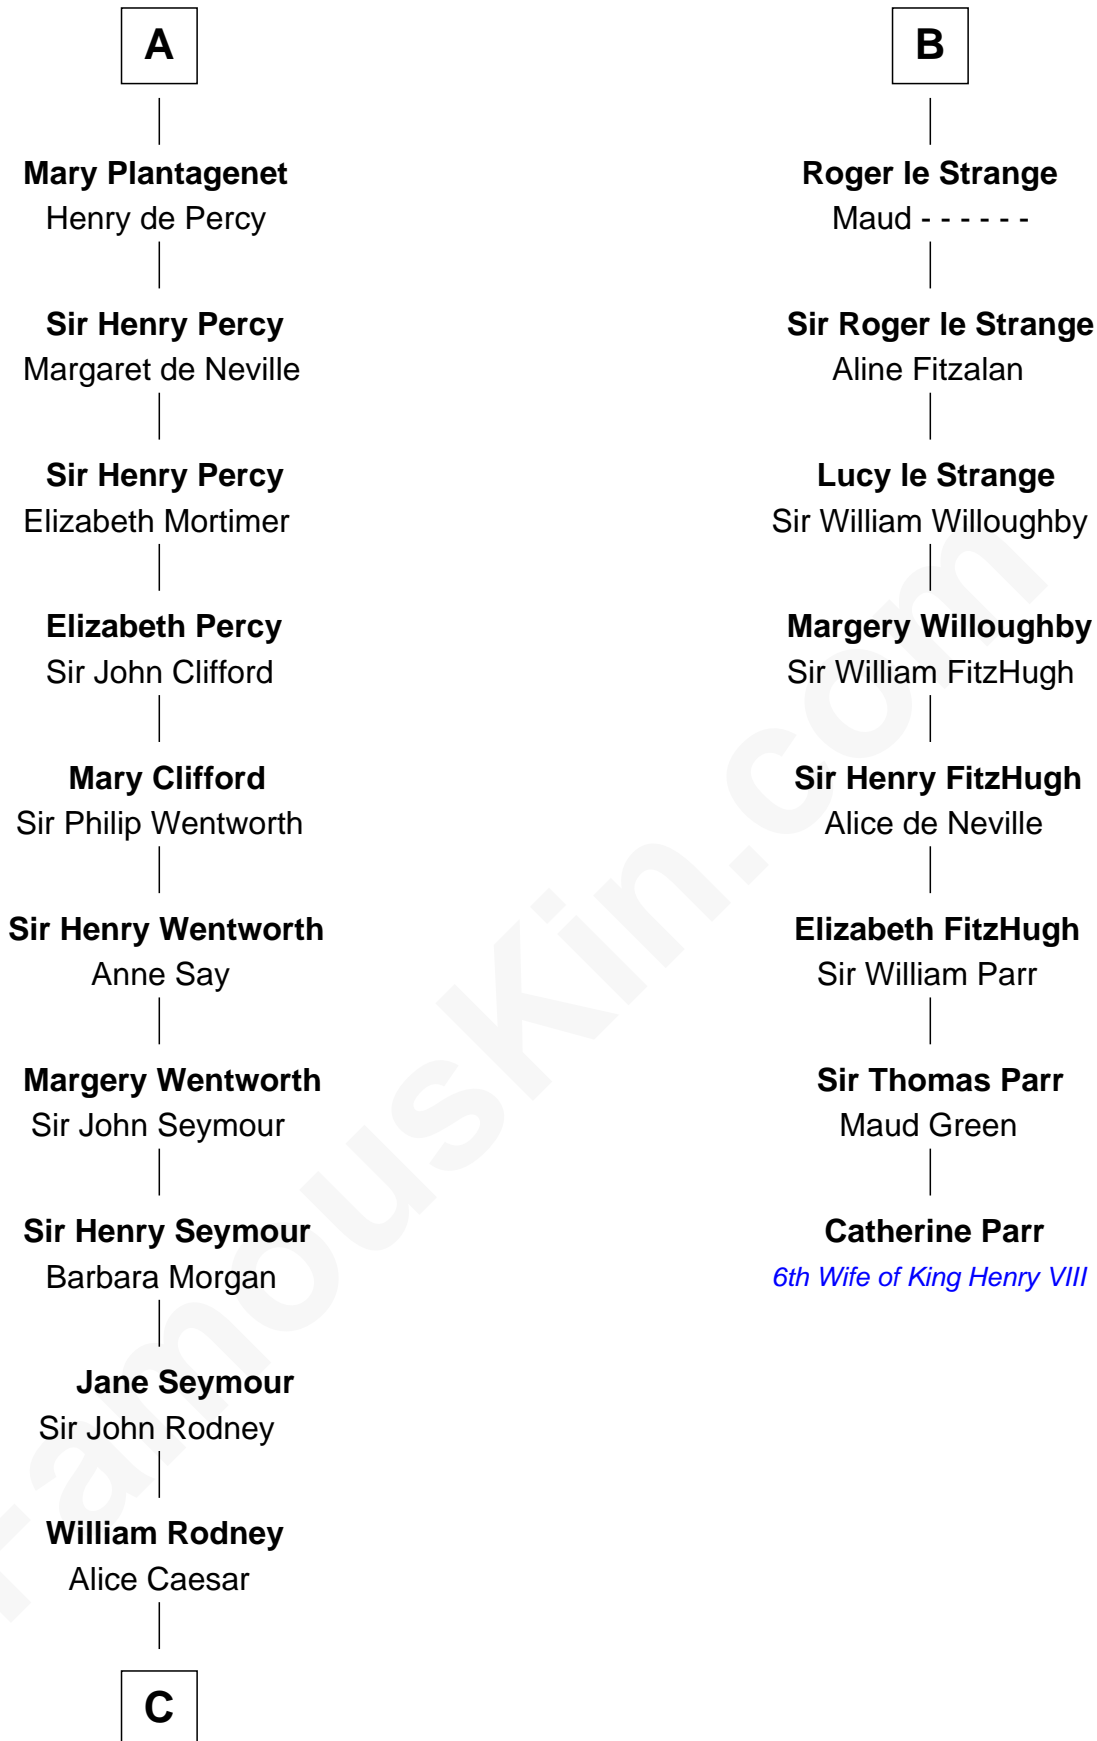 A
Mary Plantagenet
Henry de Percy
Sir Henry Percy
Margaret de Neville
Sir Henry Percy
Elizabeth Mortimer
Elizabeth Percy
Sir John Clifford
Mary Clifford
Sir Philip Wentworth
Sir Henry Wentworth
Anne Say
Margery Wentworth
Sir John Seymour
Sir Henry Seymour
Barbara Morgan
Jane Seymour
Sir John Rodney
William Rodney
Alice Caesar
C
B
Roger le Strange
Maud - - - - - -
Sir Roger le Strange
Aline Fitzalan
Lucy le Strange
Sir William Willoughby
Margery Willoughby
Sir William FitzHugh
Sir Henry FitzHugh
Alice de Neville
Elizabeth FitzHugh
Sir William Parr
Sir Thomas Parr
Maud Green
Catherine Parr
6th Wife of King Henry VIII
FamousKin.com